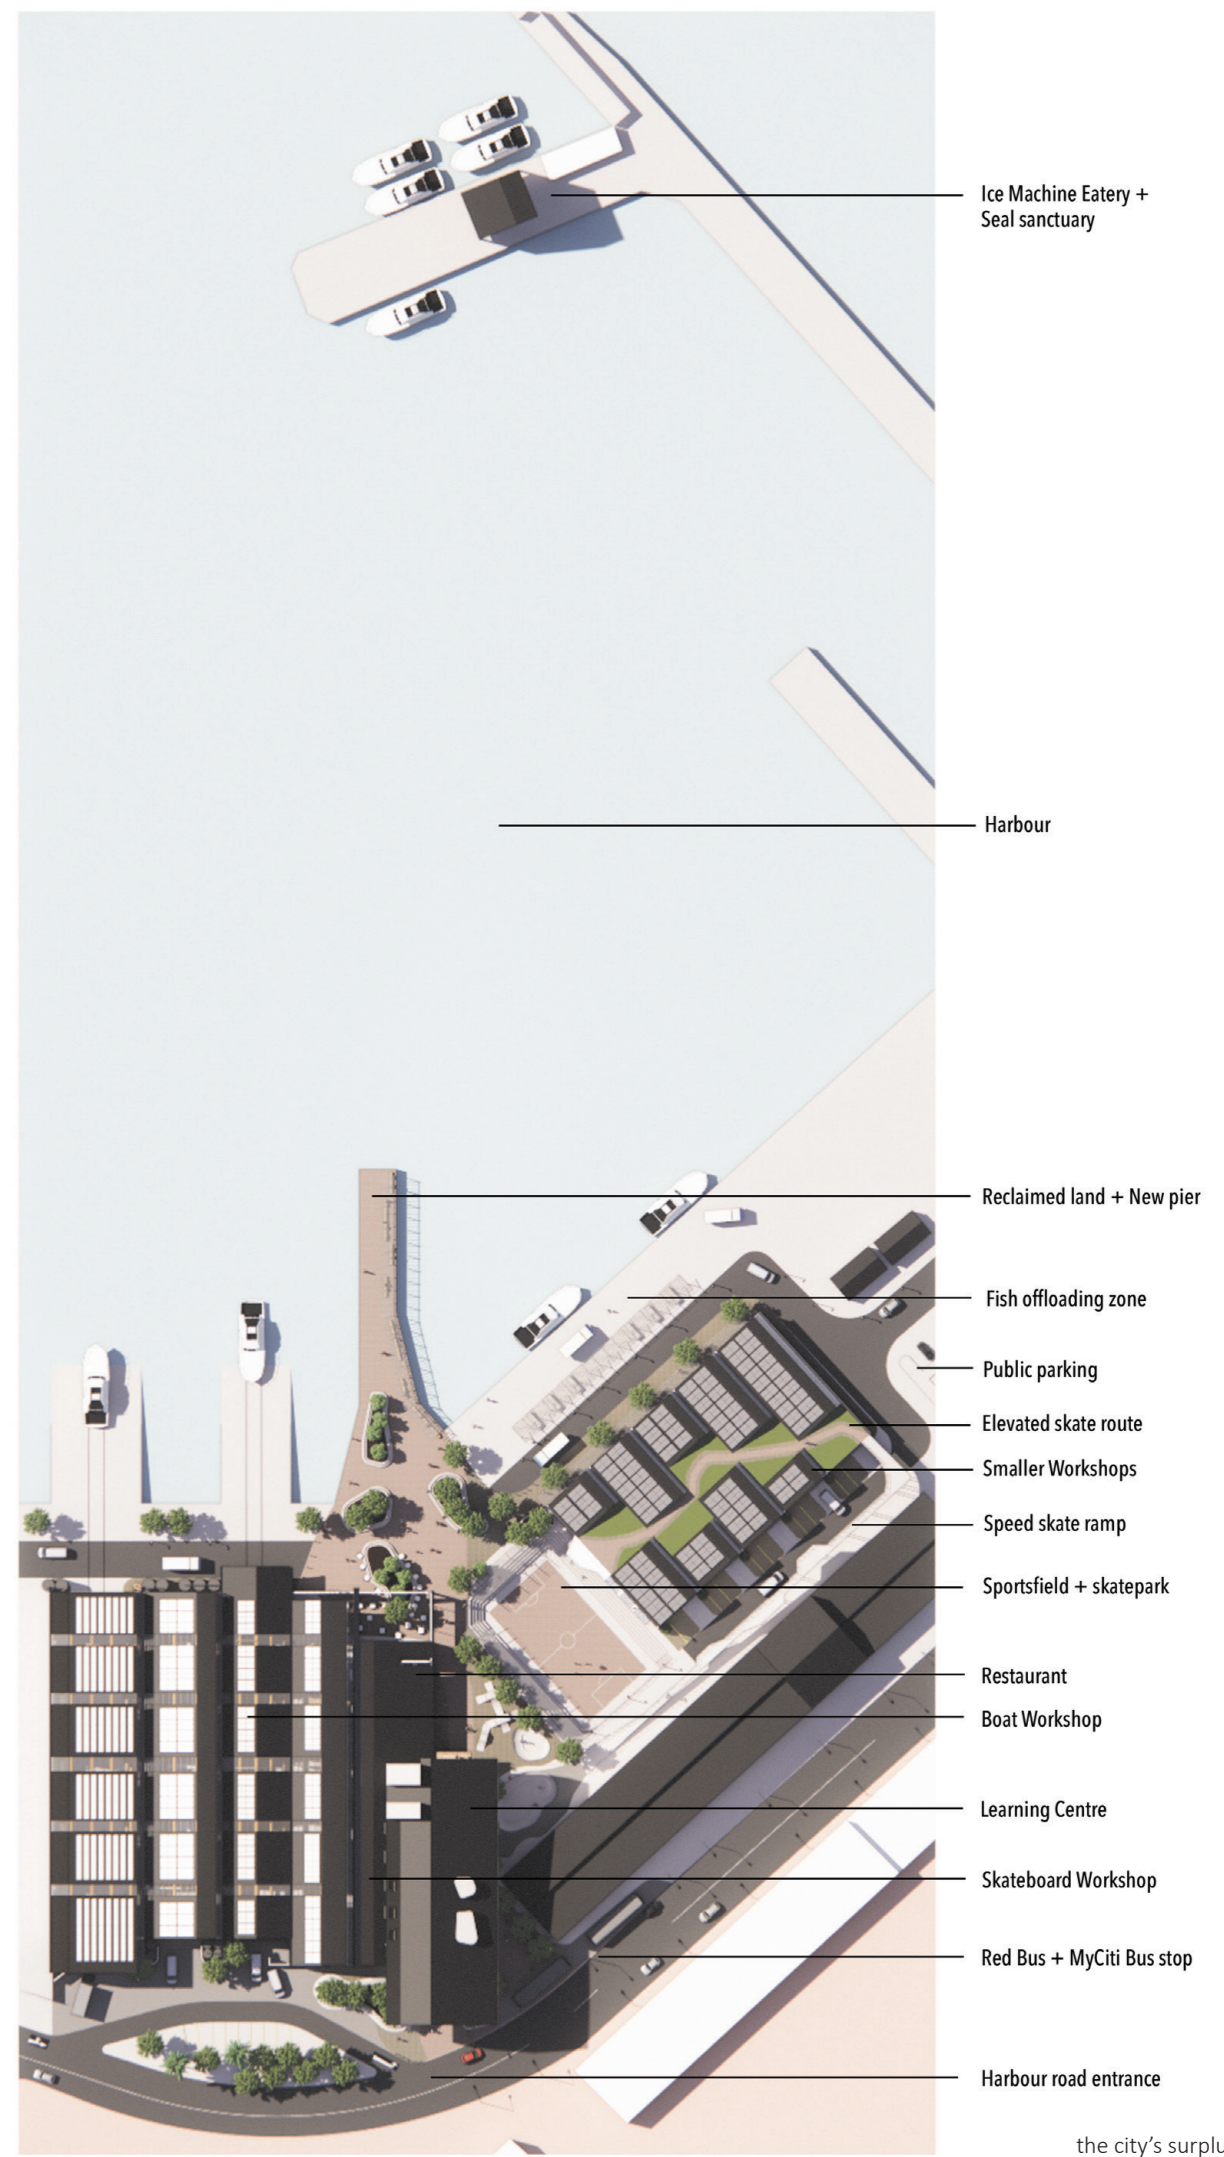 Ice Machine Eatery +
Seal sanctuary
Harbour
Reclaimed land + New pier
Fish offloading zone
Public parking
Elevated skate route
Smaller Workshops
Speed skate ramp
Sportsfield + skatepark
Restaurant
Boat Workshop
Learning Centre
Skateboard Workshop
Red Bus + MyCiti Bus stop
Harbour road entrance
the city's surplu